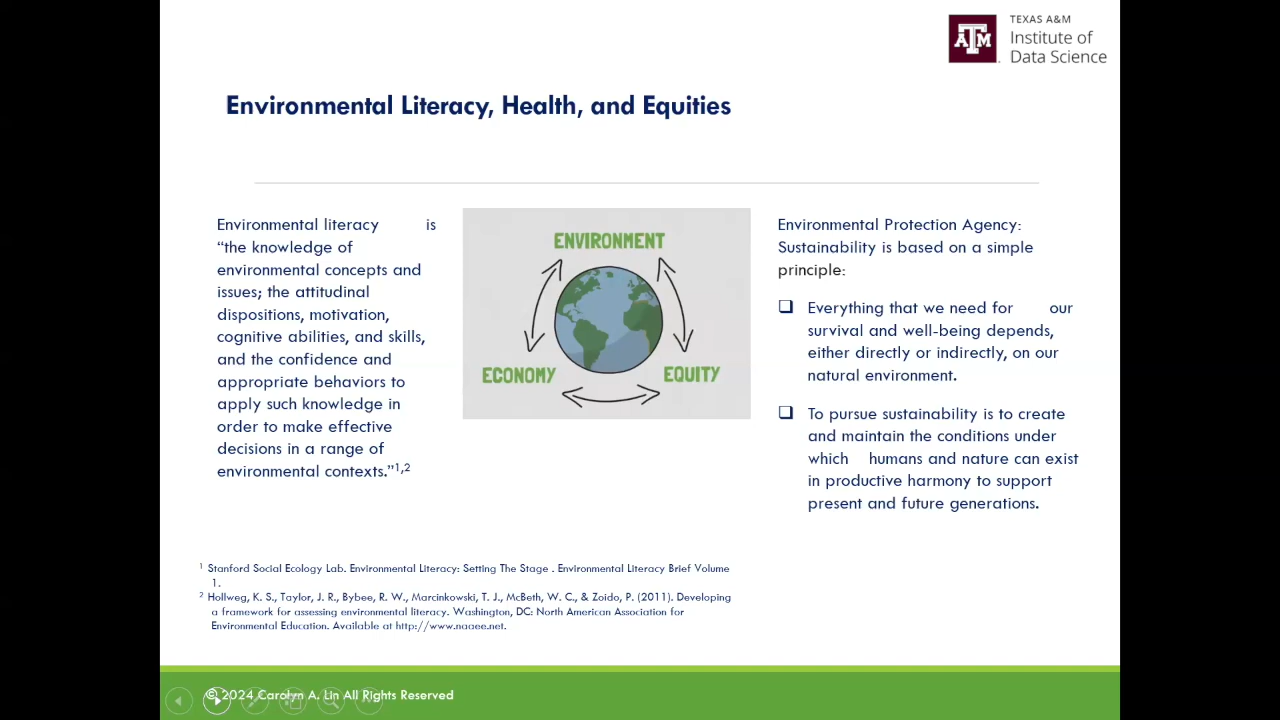 TEXAS A&M
Institute of
Data Science
ATM
Environmental Literacy, Health, and Equities
Environmental literacy is
“the knowledge of
environmental concepts and
issues; the attitudinal
dispositions, motivation,
cognitive abilities, and skills,
and the confidence and
appropriate behaviors to
apply such knowledge in
order to make effective
decisions in a range of
environmental contexts.”1,2
ENVIRONMENT
ECONOMY
EQUITY
Environmental Protection Agency:
Sustainability is based on a simple
principle:
Everything that we need for our
survival and well-being depends,
either directly or indirectly, on our
natural environment.
To pursue sustainability is to create
and maintain the conditions under
which humans and nature can exist
in productive harmony to support
present and future generations.
1 Stanford Social Ecology Lab. Environmental Literacy: Setting The Stage . Environmental Literacy Brief Volume
1.
2 Hollweg, K. S., Taylor, J. R., Bybee, R. W., Marcinkowski, T. J., McBeth, W. C., & Zoido, P. (2011). Developing
a framework for assessing environmental literacy. Washington, DC: North American Association for
Environmental Education. Available at http://www.naaee.net.
© 2024 Carolyn A. Lin All Rights Reserved